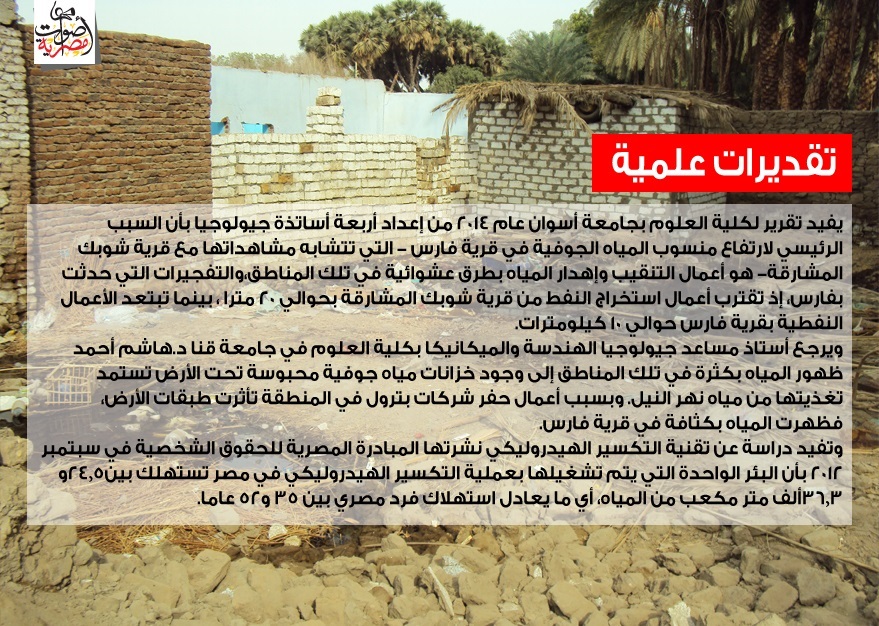 أصوات مصرية
تقديرات علمية
يفيد تقرير لكلية العلوم بجامعة أسوان عام ٢٠١٤ من إعداد أربعة أساتذة جيولوجيا بأن السبب
الرئيسي لارتفاع منسوب المياه الجوفية في قرية فارس - التي تتشابه مشاهداتها مع قرية شوبك
المشارقة- هو أعمال التنقيب وإهدار المياه بطرق عشوائية في تلك المناطق،والتفجيرات التي حدثت
بفارس، إذ تقترب أعمال استخراج النفط من قرية شوبك المشارقة بحوالي ٢٠ مترا ، بينما تبتعد الأعمال
النفطية بقرية فارس حوالي ١٠ كيلومترات.
ويرجع أستاذ مساعد جيولوجيا الهندسة والميكانيكا بكلية العلوم في جامعة قنا د.هاشم أحمد
ظهور المياه بكثرة في تلك المناطق إلى وجود خزانات مياه جوفية محبوسة تحت الأرض تستمد
تغذيتها من مياه نهر النيل. وبسبب أعمال حفر شركات بترول في المنطقة تأثرت طبقات الأرض،
فظهرت المياه بكثافة في قرية فارس.
وتفيد دراسة عن تقنية التكسير الهيدروليكي نشرتها المبادرة المصرية للحقوق الشخصية في سبتمبر
٢٠١٢ بأن البئر الواحدة التي يتم تشغيلها بعملية التكسير الهيدروليكي في مصر تستهلك بين٢٤,٥و
٣٦,٣ألف متر مكعب من المياه، أي ما يعادل استهلاك فرد مصري بين ٣٥ و٥٢ عاما.